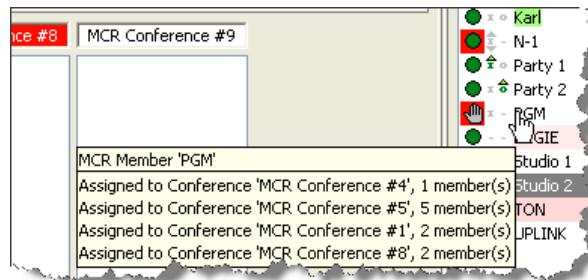 nce #8
MCR Conference #9
Karl
N-1
Party 1
Party 2
PGM
GIE
MCR Member 'PGM'
Assigned to Conference 'MCR Conference #4', 1 member(s)
Assigned to Conference 'MCR Conference #5', 5 member(s)
Assigned to Conference 'MCR Conference #1', 2 member(s)
Assigned to Conference 'MCR Conference #8', 2 member(s)
Studio 1
Studio 2
TON
UPLINK